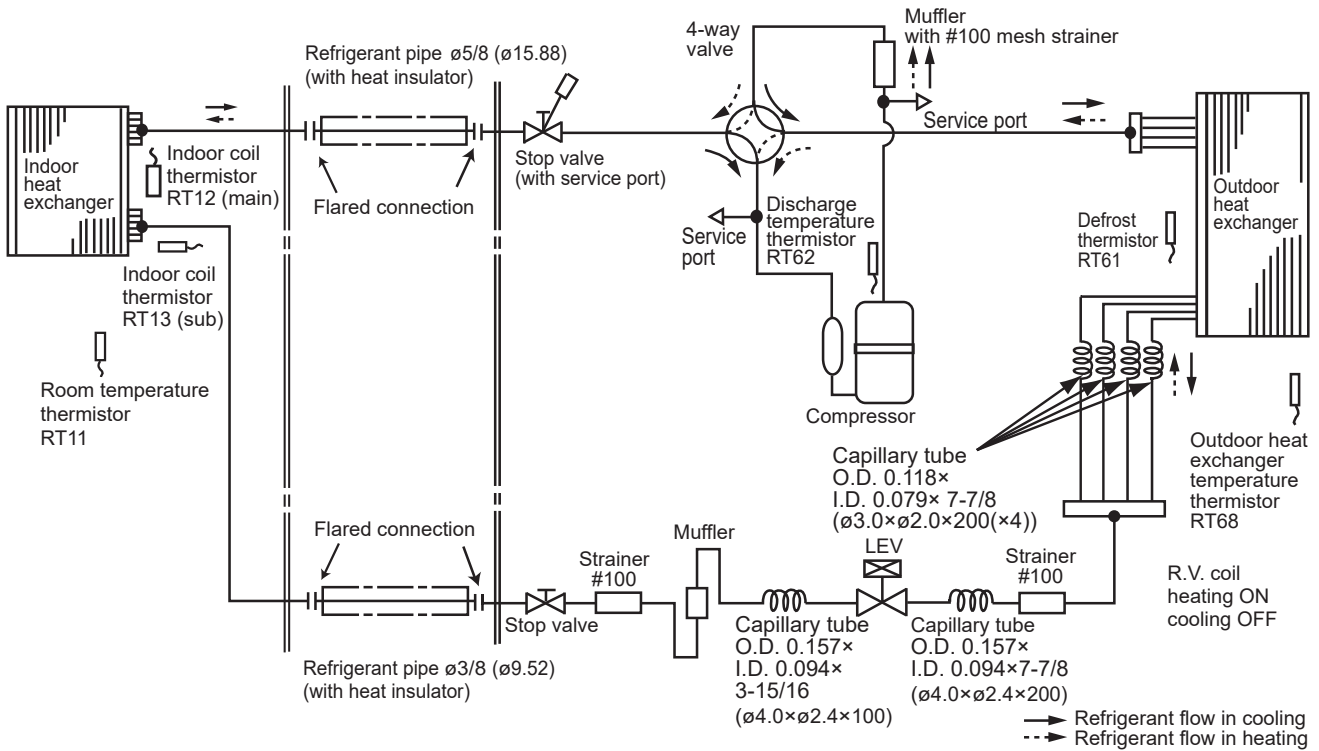 Muffler
with #100 mesh strainer
4-way
valve
Refrigerant pipe ø5/8 (ø15.88)
(with heat insulator)
Service port
Indoor
heat
exchanger
Indoor coil
thermistor
RT12 (main)
Stop valve
(with service port)
Flared connection
Discharge
temperature
thermistor
RT62
Service
port
Outdoor
heat
exchanger
Defrost
thermistor
RT61
Indoor coil
thermistor
RT13 (sub)
Room temperature
thermistor
RT11
Compressor
Capillary tube
O.D. 0.118×
I.D. 0.079× 7-7/8
(ø3.0×ø2.0×200(×4))
Outdoor heat
exchanger
temperature
thermistor
RT68
Flared connection
Strainer
#100
Muffler
LEV
Strainer
#100
R.V. coil
heating ON
cooling OFF
Stop valve
Capillary tube
O.D. 0.157×
I.D. 0.094×
3-15/16
(ø4.0×ø2.4×100)
Capillary tube
O.D. 0.157×
I.D. 0.094×7-7/8
(ø4.0×ø2.4×200)
Refrigerant pipe ø3/8 (ø9.52)
(with heat insulator)
Refrigerant flow in cooling
Refrigerant flow in heating